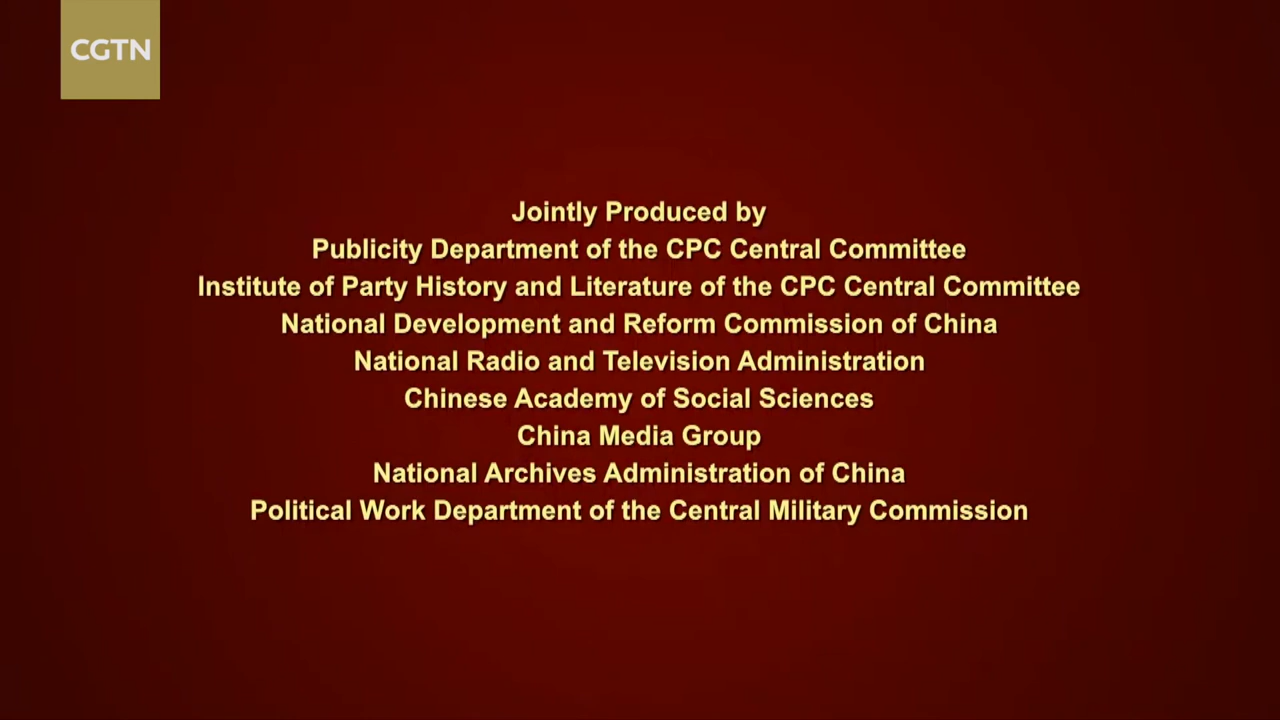 CGTN
Jointly Produced by
Publicity Department of the CPC Central Committee
Institute of Party History and Literature of the CPC Central Committee
National Development and Reform Commission of China
National Radio and Television Administration
Chinese Academy of Social Sciences
China Media Group
National Archives Administration of China
Political Work Department of the Central Military Commission